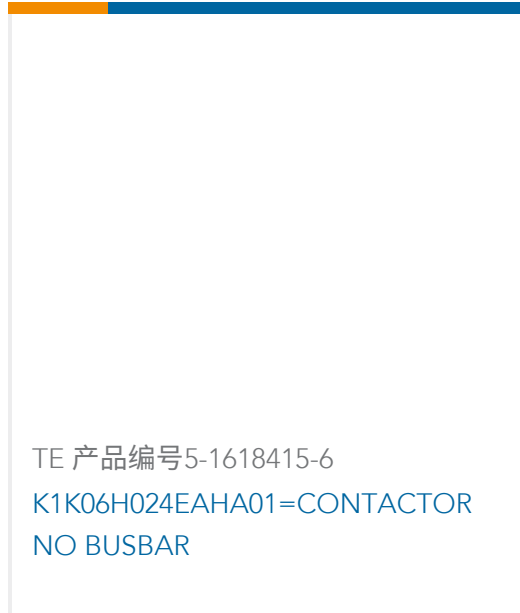 TE 产品编号5-1618415-6
K1K06H024EAHA01=CONTACTOR
NO BUSBAR